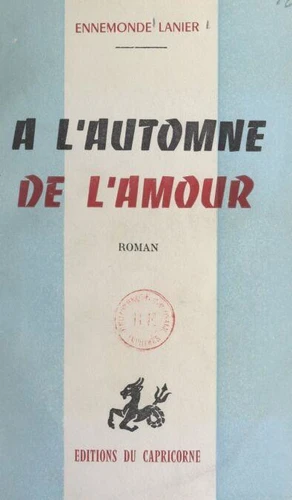 ENNEMONDE LANIER
A L'AUTOMNE
DE L'AMOUR
ROMAN
EDITIONS DU CAPRICORNE